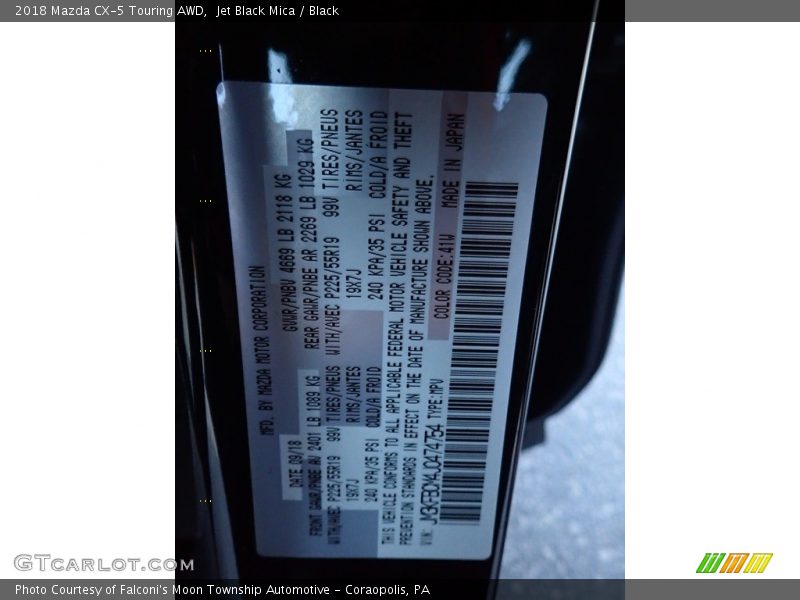 2018 Mazda CX-5 Touring AWD,  Jet Black Mica / Black
MFD. BY MAZDA MOTOR CORPORATION
DATE 09/18 GVWR/PNBV 4669 LB 2118 KG
FRONT GAWR/PNBE AV 2401 LB 1089 KG REAR GAWR/PNBE AR 2269 LB 1029 KG
WITH/AVEC P225/55R19 99V TIRES/PNEUS WITH/AVEC P225/55R19 99V TIRES/PNEUS
19X7J RIMS/JANTES 19X7J RIMS/JANTES
240 KPA/35 PSI COLD/A FROID 240 KPA/35 PSI COLD/A FROID
THIS VEHICLE CONFORMS TO ALL APPLICABLE FEDERAL MOTOR VEHICLE SAFETY AND THEFT
PREVENTION STANDARDS IN EFFECT ON THE DATE OF MANUFACTURE SHOWN ABOVE.
VIN: JM3KFBDM4J0474754 TYPE:MPV COLOR CODE:41W MADE IN JAPAN
GTCarlot.com
Photo Courtesy of Falconi's Moon Township Automotive - Coraopolis, PA